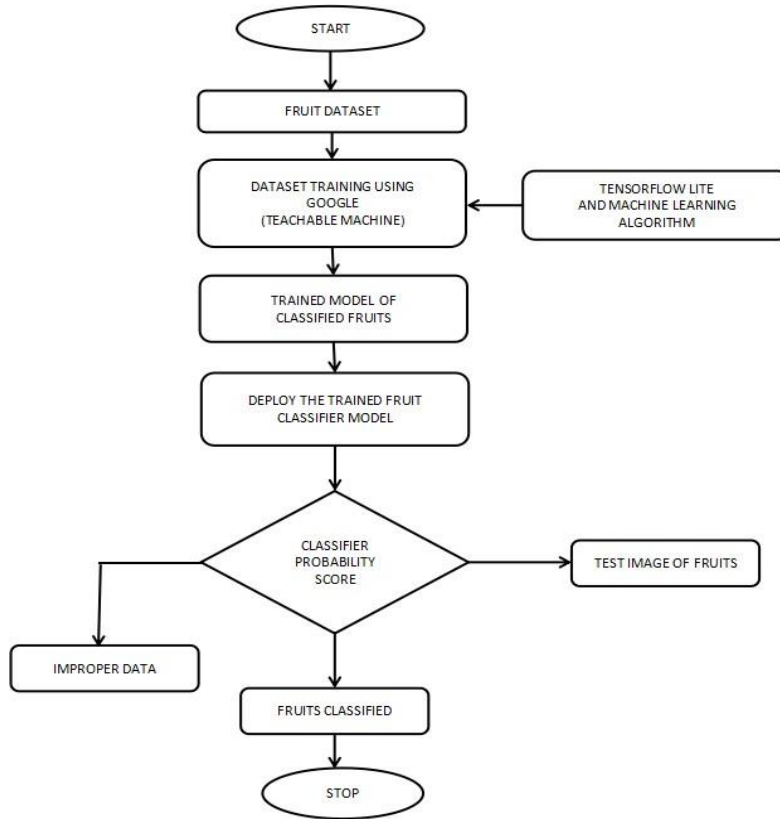 START
FRUIT DATASET
DATASET TRAINING USING
GOOGLE
(TEACHABLE MACHINE)
TENSORFLOW LITE
AND MACHINE LEARNING
ALGORITHM
TRAINED MODEL OF
CLASSIFIED FRUITS
DEPLOY THE TRAINED FRUIT
CLASSIFIER MODEL
CLASSIFIER
PROBABILITY
SCORE
TEST IMAGE OF FRUITS
IMPROPER DATA
FRUITS CLASSIFIED
STOP